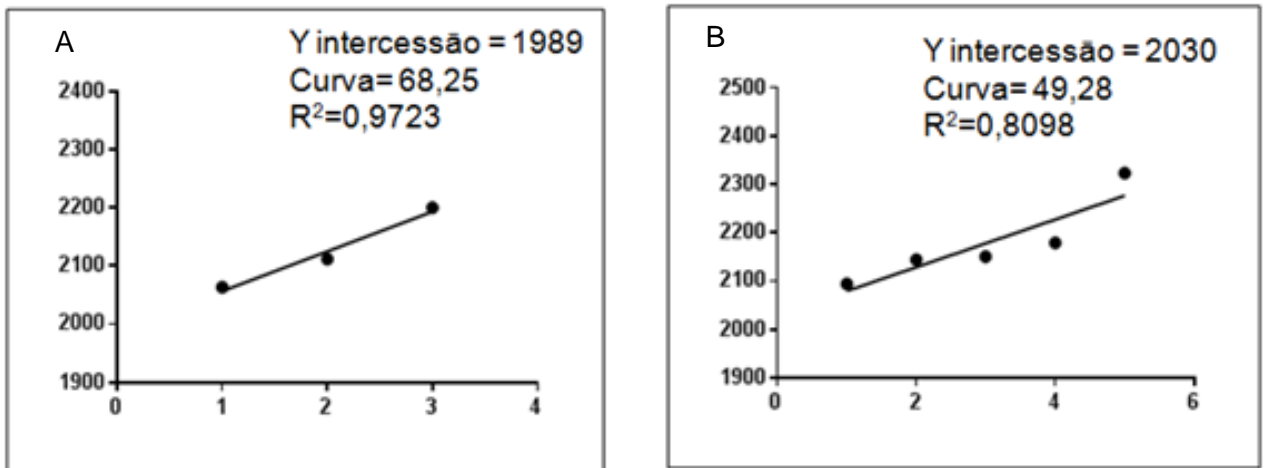 A
Y intercessão = 1989
Curva= 68,25
R²=0,9723
2400
2300
2200
2100
2000
1900
0 1 2 3 4
B
Y intercessão = 2030
Curva= 49,28
R²=0,8098
2500
2400
2300
2200
2100
2000
1900
0 2 4 6